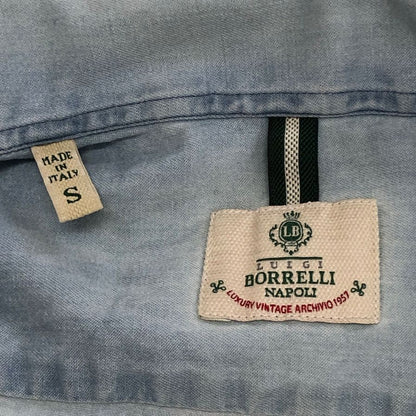 MADE IN
ITALY
S
LB
LUIGI
BORRELLI
NAPOLI
LUXURY VINTAGE ARCHIVIO 1957